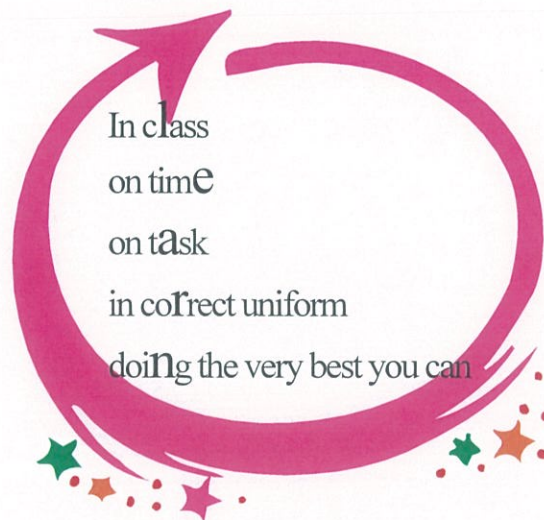 In class
on time
on task
in correct uniform
doing the very best you can